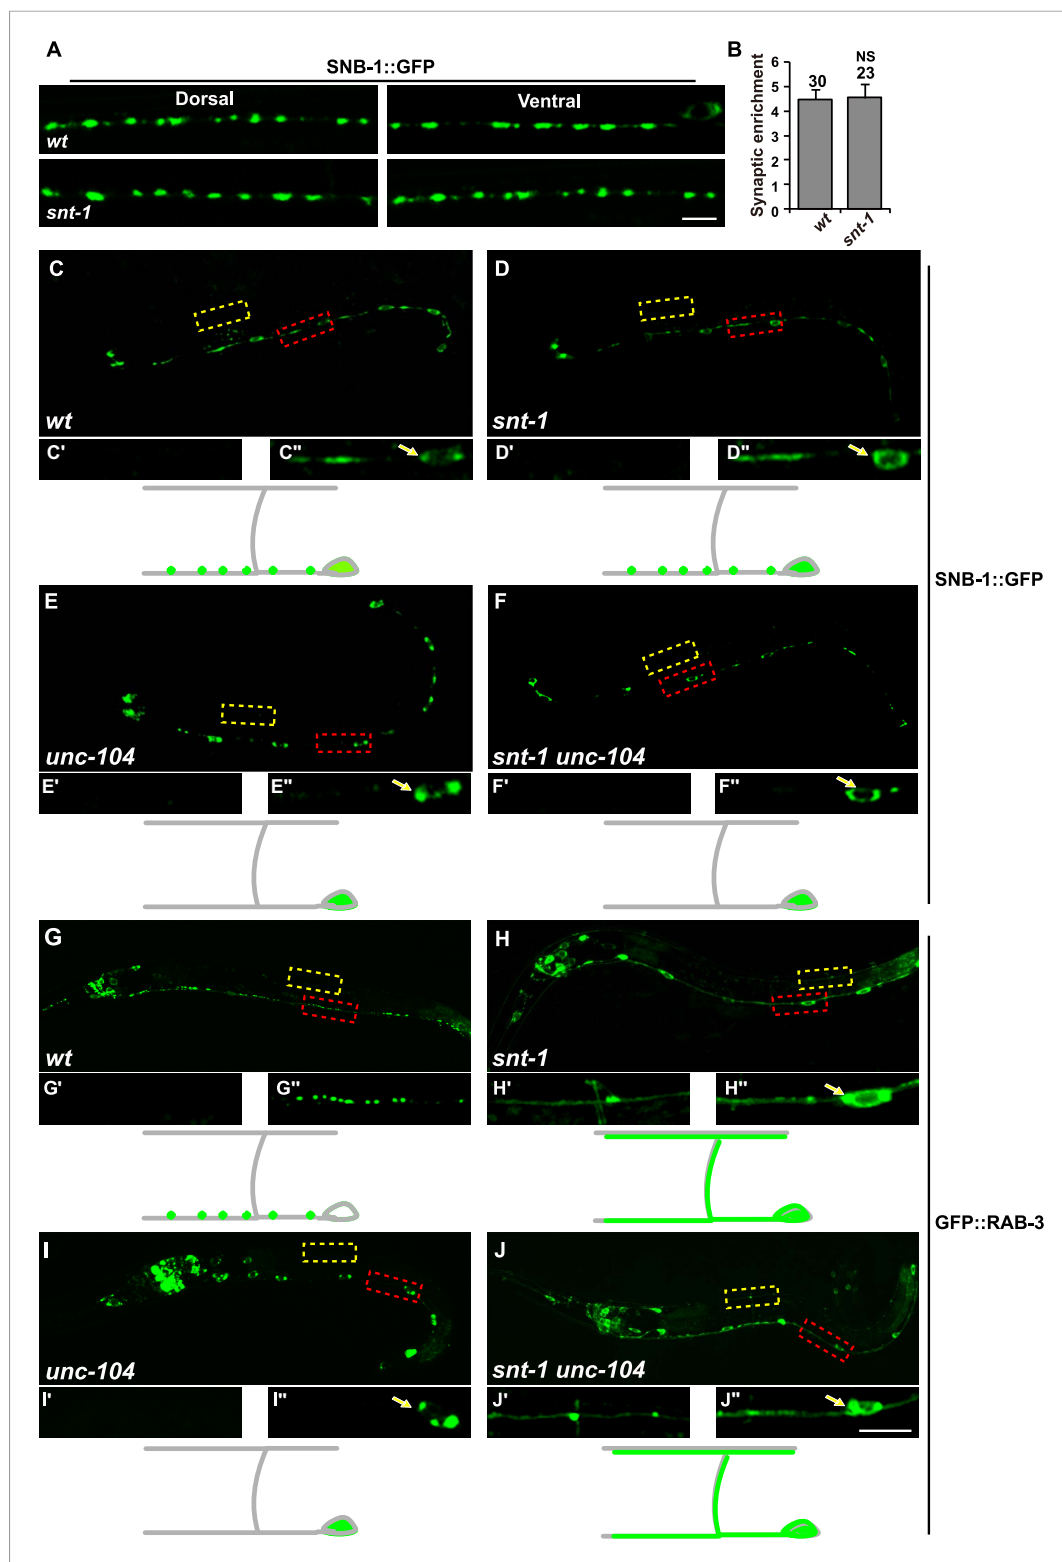 A
SNB-1::GFP
Dorsal
Ventral
wt
snt-1
B
NS
30
23
Synaptic enrichment
6
5
4
3
2
1
0
wt
snt-1
C
wt
D
snt-1
C'
C"
D'
D"
E
unc-104
F
snt-1 unc-104
E'
E"
F'
F"
SNB-1::GFP
G
wt
H
snt-1
G'
G"
H'
H"
I
unc-104
J
snt-1 unc-104
I'
I"
J'
J"
GFP::RAB-3